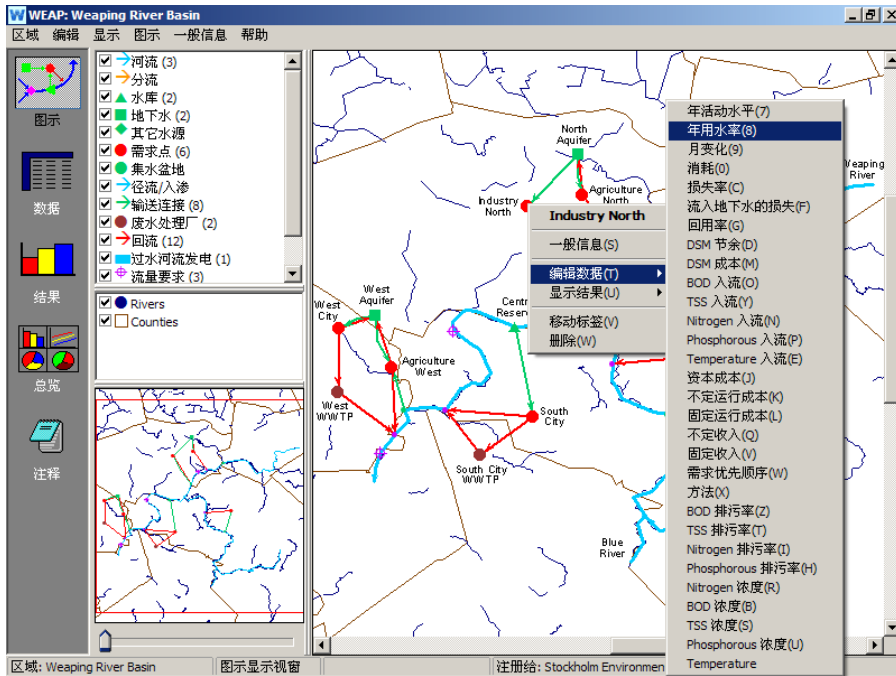 WEAP: Weaping River Basin
区域 编辑 显示 图示 一般信息 帮助
图示
数据
结果
总览
注释
河流 (3)
分流
水库 (2)
地下水 (2)
其它水源
需求点 (6)
集水盆地
径流/入渗
输送连接 (8)
废水处理厂 (2)
回流 (12)
过水河流发电 (1)
流量要求 (3)
Rivers
Counties
North
Aquifer
Industry
North
Agriculture
North
Weaping
River
West
Aquifer
West
City
Agriculture
West
West
WWTP
South City
WWTP
South
City
Centr
Reser
Blue
River
Industry North
一般信息(S)
编辑数据(T)
显示结果(U)
移动标签(V)
删除(W)
年活动水平(7)
年用水率(8)
月变化(9)
消耗(0)
损失率(C)
流入地下水的损失(F)
回用率(G)
DSM 节余(D)
DSM 成本(M)
BOD 入流(O)
TSS 入流(Y)
Nitrogen 入流(N)
Phosphorous 入流(P)
Temperature 入流(E)
资本成本(J)
不定运行成本(K)
固定运行成本(L)
不定收入(Q)
固定收入(V)
需求优先顺序(W)
方法(X)
BOD 排污率(Z)
TSS 排污率(T)
Nitrogen 排污率(I)
Phosphorous 排污率(H)
Nitrogen 浓度(R)
BOD 浓度(B)
TSS 浓度(S)
Phosphorous 浓度(U)
Temperature
区域: Weaping River Basin
图示显示视窗
注册给: Stockholm Environmen